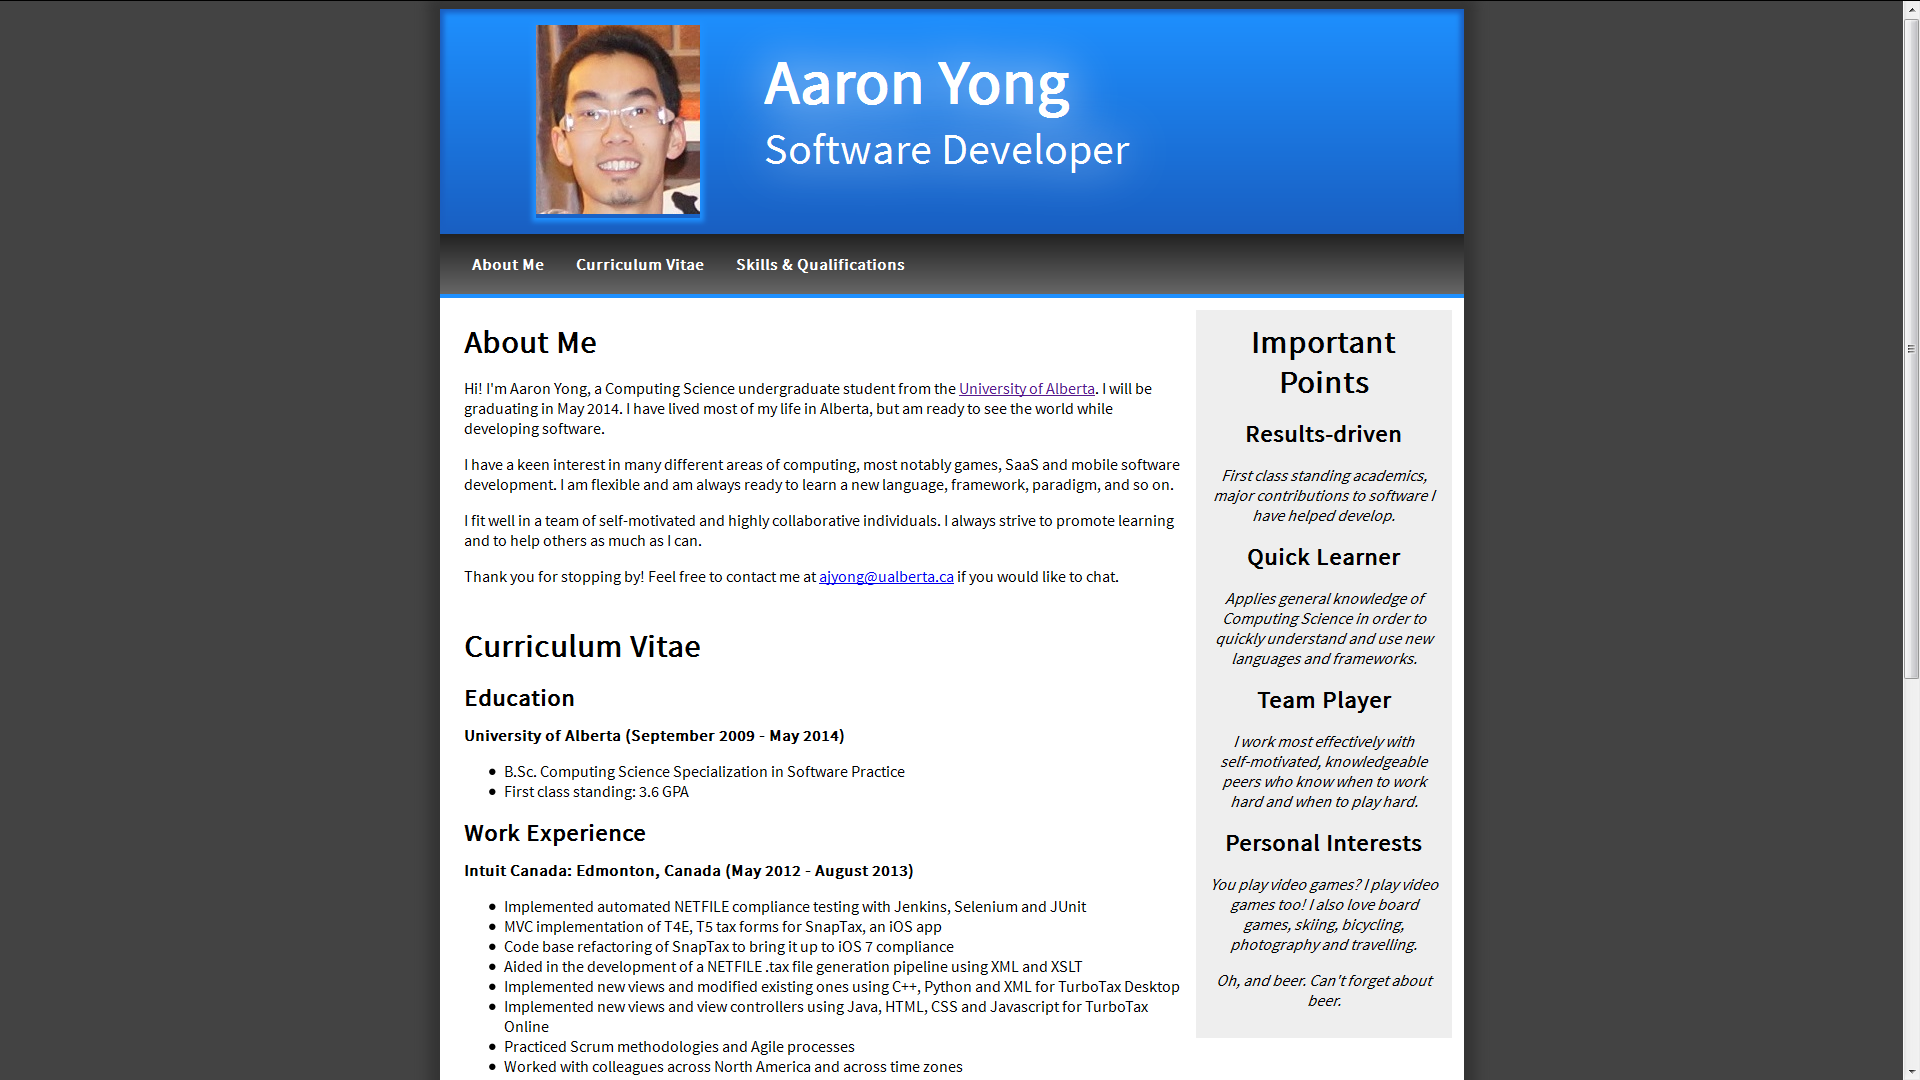 Aaron Yong
Software Developer
About Me
Curriculum Vitae
Skills & Qualifications
About Me
Hi! I'm Aaron Yong, a Computing Science undergraduate student from the University of Alberta. I will be
graduating in May 2014. I have lived most of my life in Alberta, but am ready to see the world while
developing software.
I have a keen interest in many different areas of computing, most notably games, SaaS and mobile software
development. I am flexible and am always ready to learn a new language, framework, paradigm, and so on.
I fit well in a team of self-motivated and highly collaborative individuals. I always strive to promote learning
and to help others as much as I can.
Thank you for stopping by! Feel free to contact me at ajyong@ualberta.ca if you would like to chat.
Curriculum Vitae
Education
University of Alberta (September 2009 - May 2014)
• B.Sc. Computing Science Specialization in Software Practice
• First class standing: 3.6 GPA
Work Experience
Intuit Canada: Edmonton, Canada (May 2012 - August 2013)
• Implemented automated NETFILE compliance testing with Jenkins, Selenium and JUnit
• MVC implementation of T4E, T5 tax forms for SnapTax, an iOS app
• Code base refactoring of SnapTax to bring it up to iOS 7 compliance
• Aided in the development of a NETFILE .tax file generation pipeline using XML and XSLT
• Implemented new views and modified existing ones using C++, Python and XML for TurboTax Desktop
• Implemented new views and view controllers using Java, HTML, CSS and Javascript for TurboTax
Online
• Practiced Scrum methodologies and Agile processes
• Worked with colleagues across North America and across time zones
Important
Points
Results-driven
First class standing academics,
major contributions to software I
have helped develop.
Quick Learner
Applies general knowledge of
Computing Science in order to
quickly understand and use new
languages and frameworks.
Team Player
I work most effectively with
self-motivated, knowledgeable
peers who know when to work
hard and when to play hard.
Personal Interests
You play video games? I play video
games too! I also love board
games, skiing, bicycling,
photography and travelling.
Oh, and beer. Can't forget about
beer.